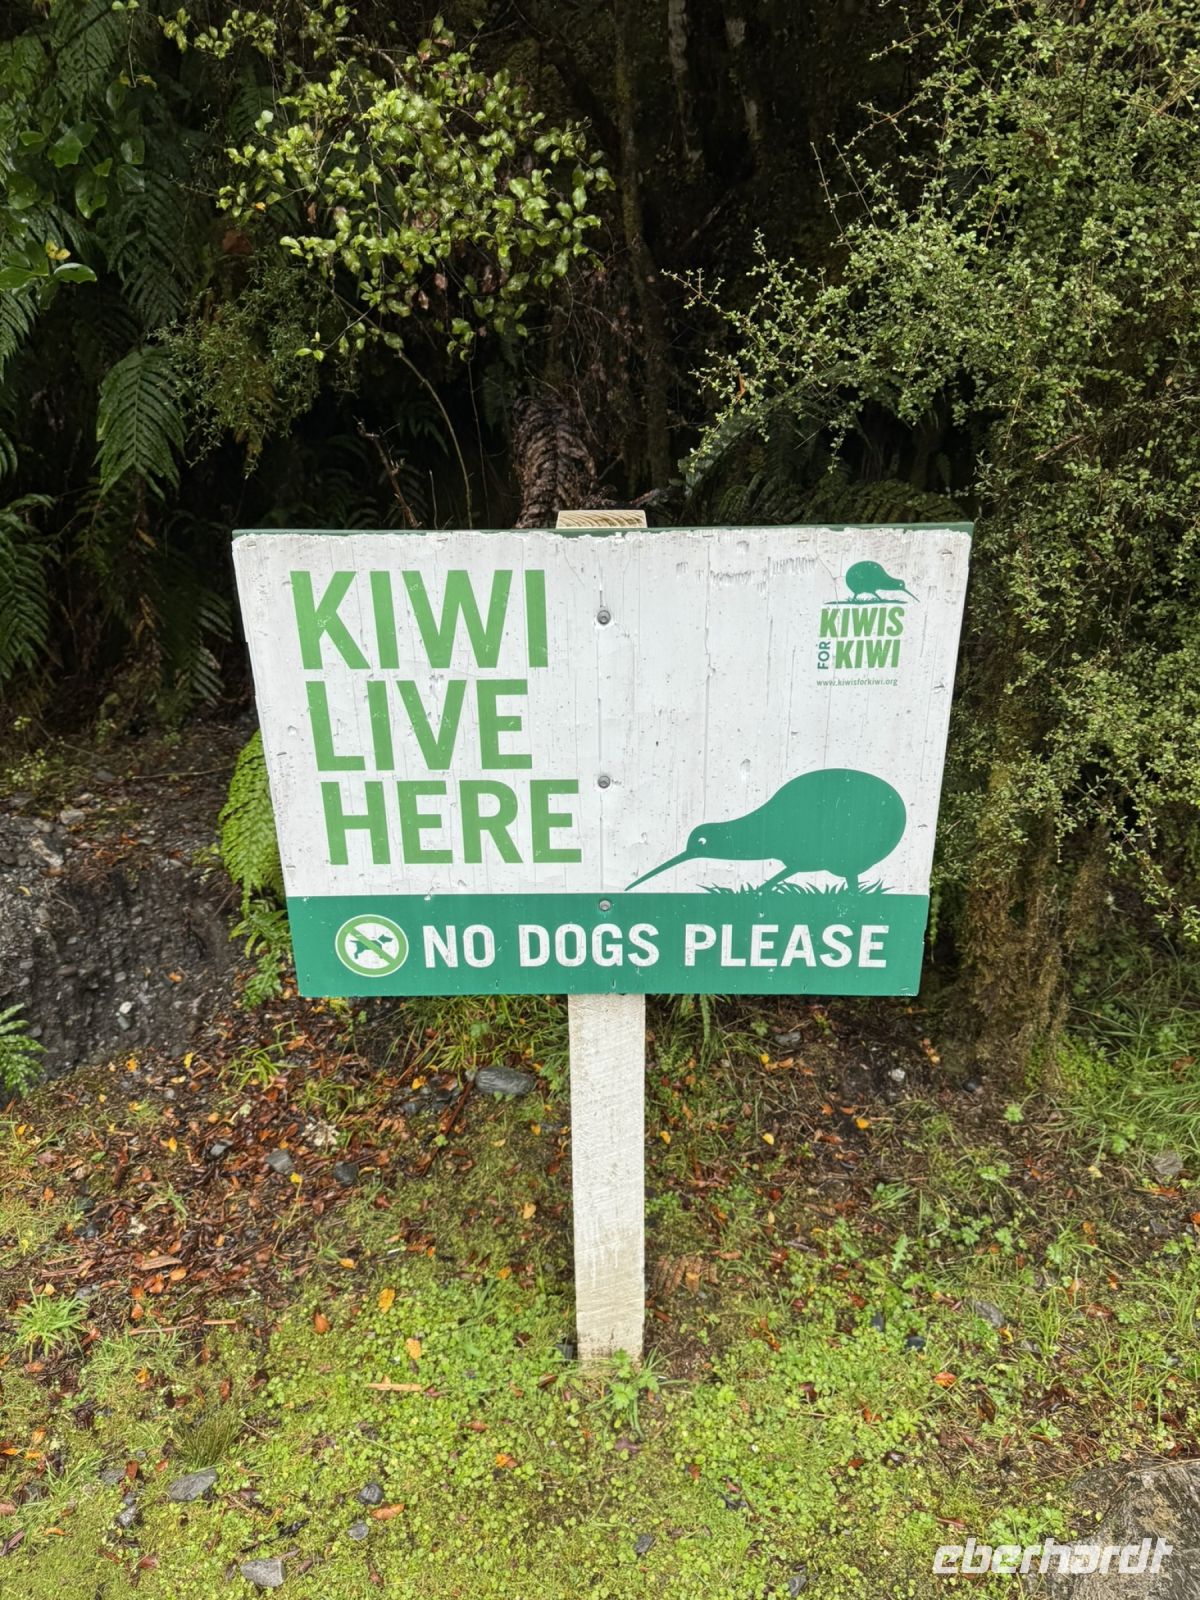 KIWI
LIVE
HERE
KIWIS
FOR KIWI
www.kiwisforkiwi.org
NO DOGS PLEASE
eberhardt